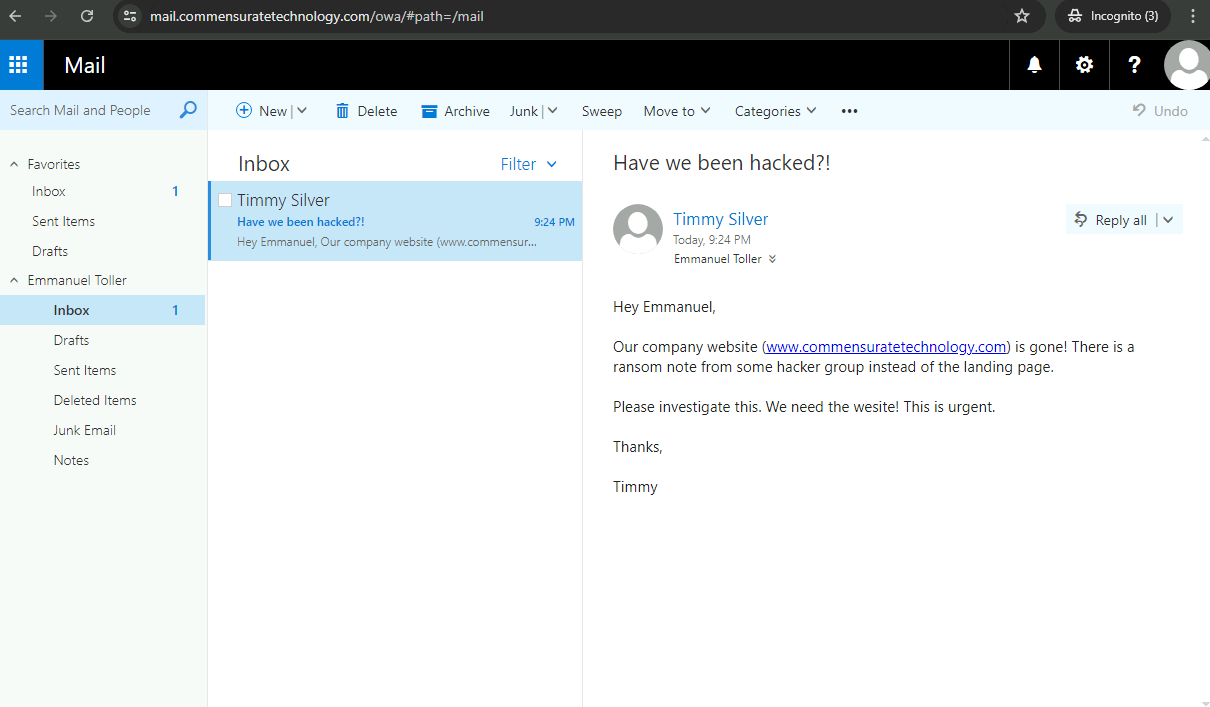 mail.commensuratetechnology.com/owa/#path=/mail
Incognito (3)
Mail
?
Search Mail and People
New
Delete
Archive
Junk
Sweep
Move to
Categories
•••
Undo
Favorites
Inbox 1
Sent Items
Drafts
Emmanuel Toller
Inbox 1
Drafts
Sent Items
Deleted Items
Junk Email
Notes
Inbox
Filter
Timmy Silver
Have we been hacked?! 9:24 PM
Hey Emmanuel, Our company website (www.commensur...
Have we been hacked?!
Timmy Silver
Today, 9:24 PM
Emmanuel Toller
Reply all
Hey Emmanuel,
Our company website (www.commensuratetechnology.com) is gone! There is a
ransom note from some hacker group instead of the landing page.
Please investigate this. We need the wesite! This is urgent.
Thanks,
Timmy